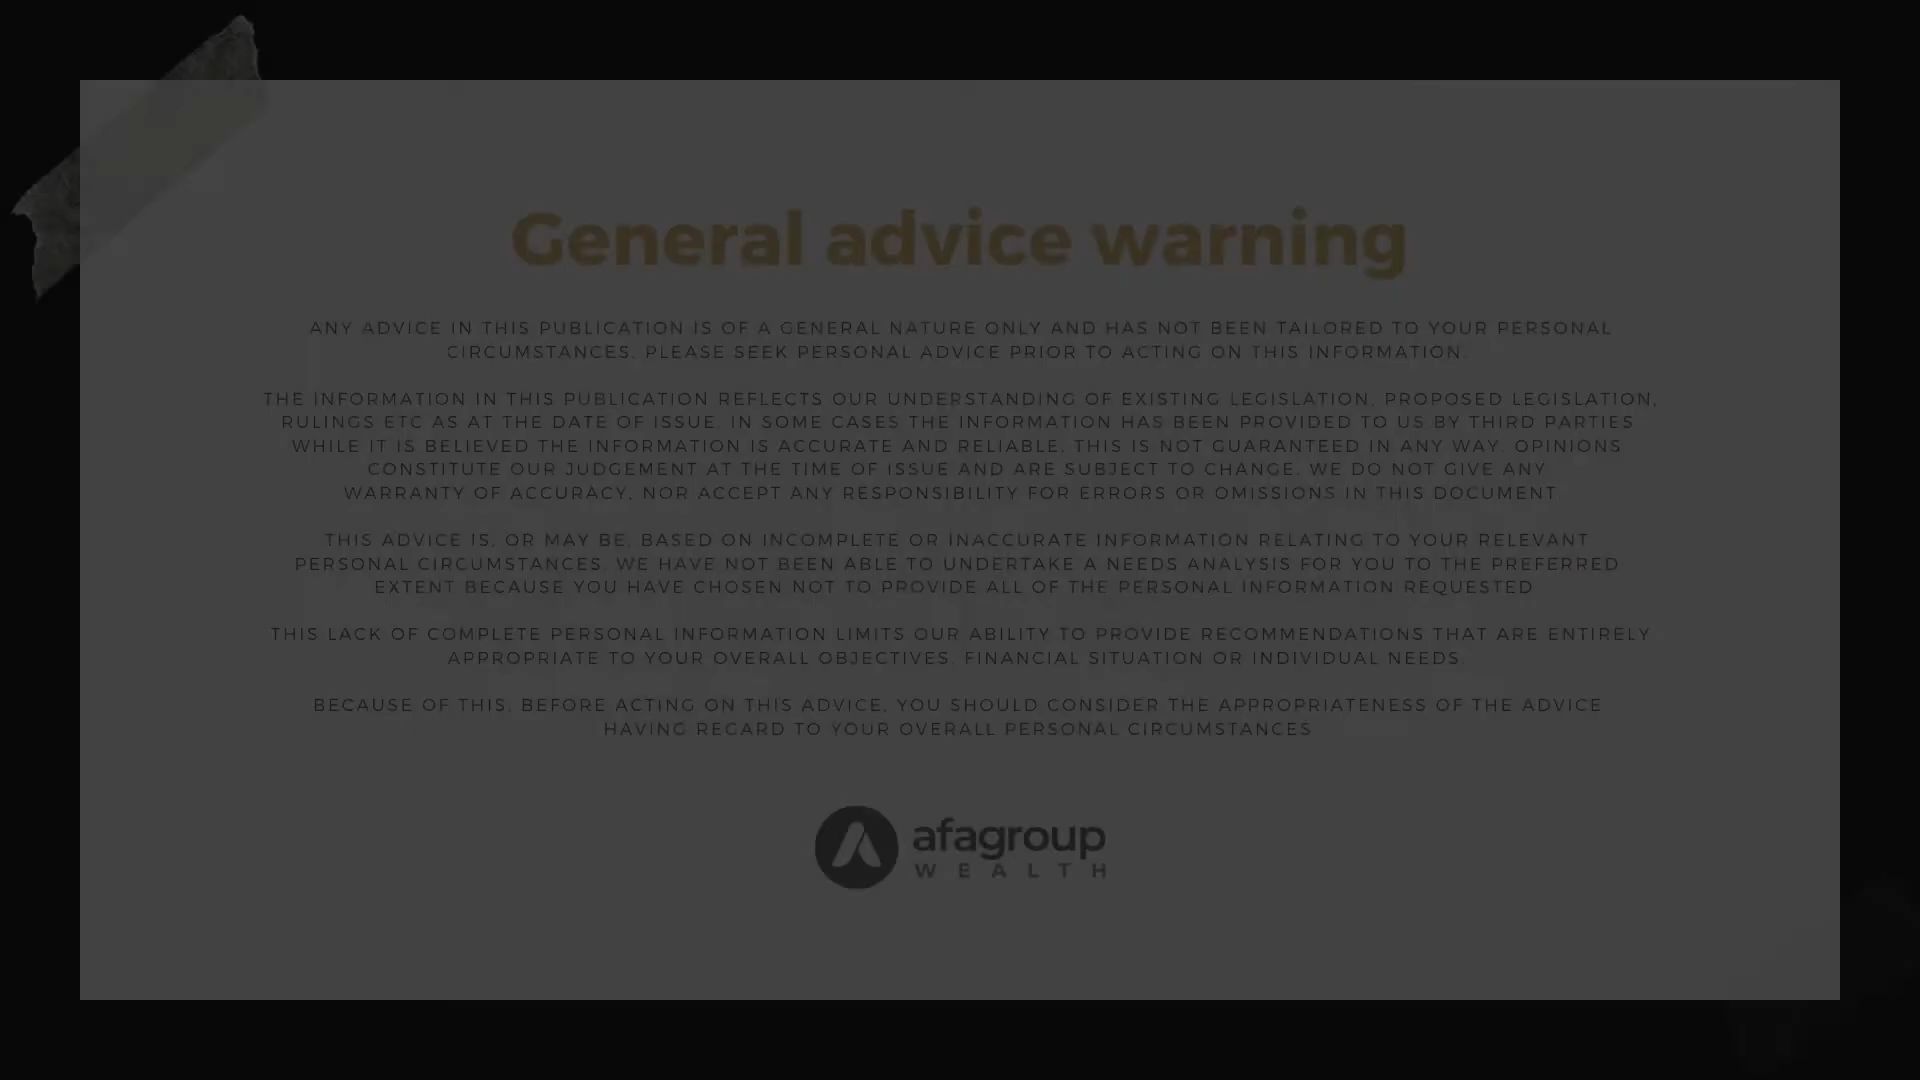 General advice warning
ANY ADVICE IN THIS PUBLICATION IS OF A GENERAL NATURE ONLY AND HAS NOT BEEN TAILORED TO YOUR PERSONAL
CIRCUMSTANCES. PLEASE SEEK PERSONAL ADVICE PRIOR TO ACTING ON THIS INFORMATION.
THE INFORMATION IN THIS PUBLICATION REFLECTS OUR UNDERSTANDING OF EXISTING LEGISLATION, PROPOSED LEGISLATION,
RULINGS ETC AS AT THE DATE OF ISSUE. IN SOME CASES THE INFORMATION HAS BEEN PROVIDED TO US BY THIRD PARTIES
WHILE IT IS BELIEVED THE INFORMATION IS ACCURATE AND RELIABLE, THIS IS NOT GUARANTEED IN ANY WAY. OPINIONS
CONSTITUTE OUR JUDGEMENT AT THE TIME OF ISSUE AND ARE SUBJECT TO CHANGE. WE DO NOT GIVE ANY
WARRANTY OF ACCURACY, NOR ACCEPT ANY RESPONSIBILITY FOR ERRORS OR OMISSIONS IN THIS DOCUMENT
THIS ADVICE IS, OR MAY BE, BASED ON INCOMPLETE OR INACCURATE INFORMATION RELATING TO YOUR RELEVANT
PERSONAL CIRCUMSTANCES. WE HAVE NOT BEEN ABLE TO UNDERTAKE A NEEDS ANALYSIS FOR YOU TO THE PREFERRED
EXTENT BECAUSE YOU HAVE CHOSEN NOT TO PROVIDE ALL OF THE PERSONAL INFORMATION REQUESTED
THIS LACK OF COMPLETE PERSONAL INFORMATION LIMITS OUR ABILITY TO PROVIDE RECOMMENDATIONS THAT ARE ENTIRELY
APPROPRIATE TO YOUR OVERALL OBJECTIVES, FINANCIAL SITUATION OR INDIVIDUAL NEEDS.
BECAUSE OF THIS, BEFORE ACTING ON THIS ADVICE, YOU SHOULD CONSIDER THE APPROPRIATENESS OF THE ADVICE
HAVING REGARD TO YOUR OVERALL PERSONAL CIRCUMSTANCES
afagroup
WEALTH